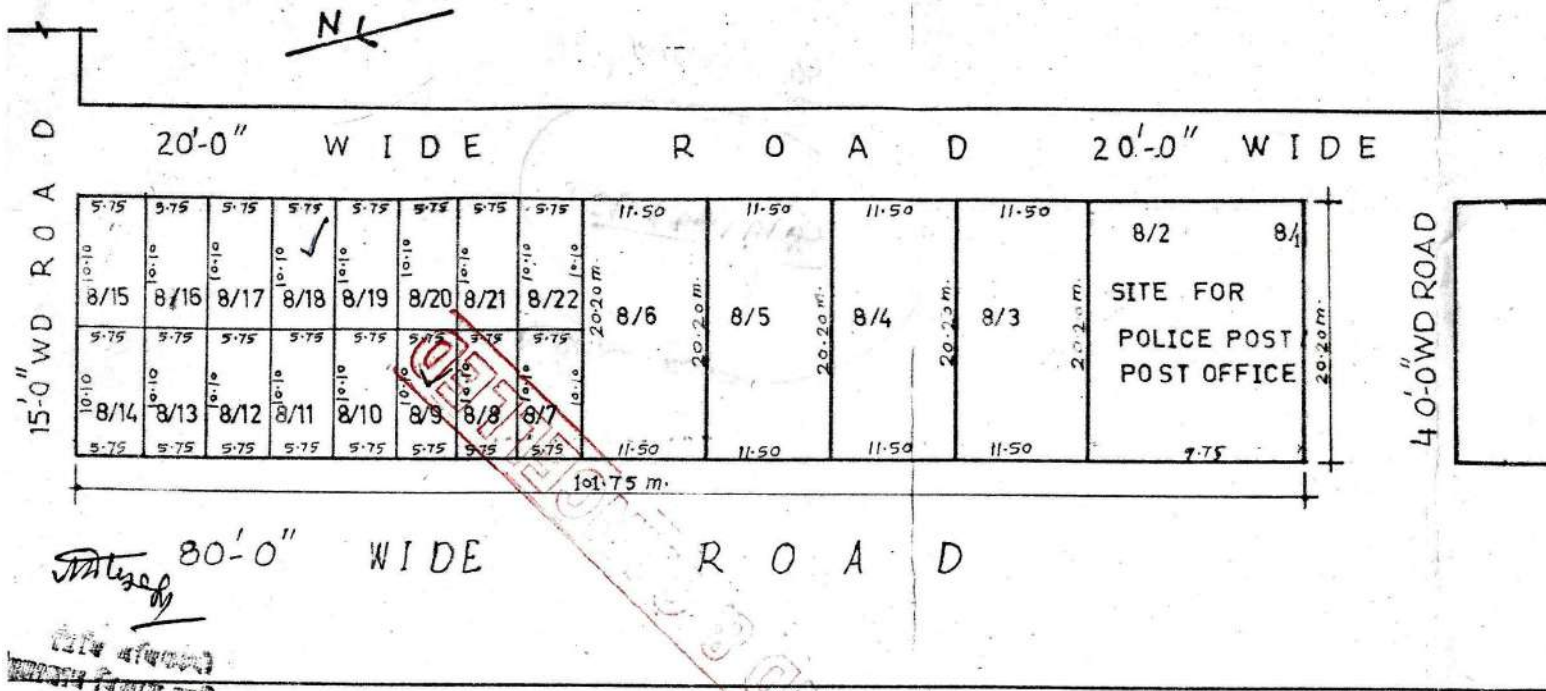 N
20'-0" WIDE ROAD 20'-0" WIDE
15'-0" WD ROAD
5.75 5.75 5.75 5.75 5.75 5.75 5.75 5.75 11.50 11.50 11.50 11.50
10.10 10.10 10.10 10.10 10.10 10.10 10.10 10.10 10.10
8/15 8/16 8/17 8/18 8/19 8/20 8/21 8/22
20.20m. 8/6 20.20m. 8/5 20.20m. 8/4 20.20m. 8/3 20.20m.
8/2 8/1
SITE FOR
POLICE POST
POST OFFICE
20.20m.
40'-0" WD ROAD
5.75 5.75 5.75 5.75 5.75 5.75 5.75 5.75
10.10 10.10 10.10 10.10 10.10 10.10 10.10 10.10 10.10
8/14 8/13 8/12 8/11 8/10 8/9 8/8 8/7
5.75 5.75 5.75 5.75 5.75 5.75 5.75 5.75 11.50 11.50 11.50 11.50 9.75
101.75 m.
80'-0" WIDE ROAD